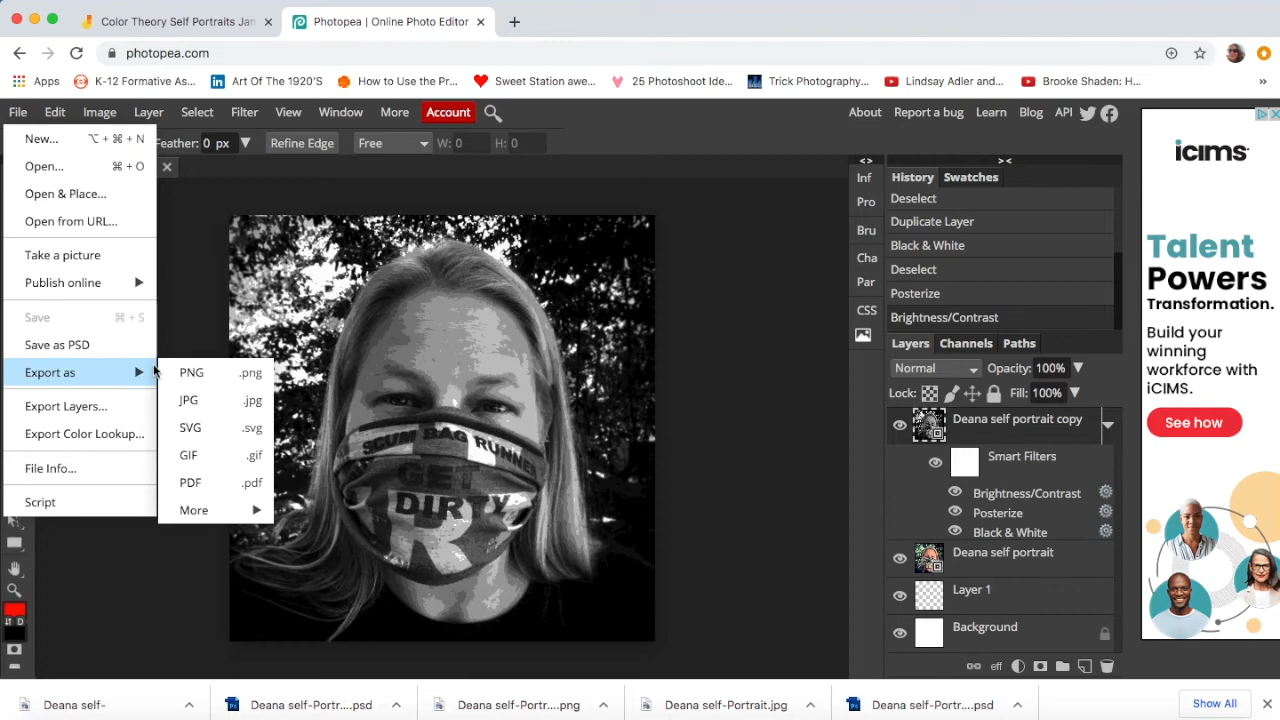 Color Theory Self Portraits Jan
Photopea | Online Photo Editor
photopea.com
Apps
K-12 Formative As...
Art Of The 1920'S
How to Use the Pr...
Sweet Station awe...
25 Photoshoot Ide...
Trick Photography...
Lindsay Adler and...
Brooke Shaden: H...
»
File Edit Image Layer Select Filter View Window More Account
About Report a bug Learn Blog API
Feather: 0 px Refine Edge Free W: 0 H: 0
New... ⌥ + ⌘ + N
Open... ⌘ + O
Open & Place...
Open from URL...
Take a picture
Publish online
Save ⌘ + S
Save as PSD
Export as
Export Layers...
Export Color Lookup...
File Info...
Script
PNG .png
JPG .jpg
SVG .svg
GIF .gif
PDF .pdf
More
D
SCUM BAG RUNNER
GET
DIRTY
R
<> ><
Inf
Pro
Bru
Cha
Par
CSS
History Swatches
Deselect
Duplicate Layer
Black & White
Deselect
Posterize
Brightness/Contrast
Layers Channels Paths
Normal Opacity: 100%
Lock: Fill: 100%
Deana self portrait copy
Smart Filters
Brightness/Contrast
Posterize
Black & White
Deana self portrait
Layer 1
Background
eff
icims
Talent
Powers
Transformation.
Build your
winning
workforce with
iCIMS.
See how
Deana self-
Deana self-Portr....psd
Deana self-Portr....png
Deana self-Portrait.jpg
Deana self-Portr....psd
Show All